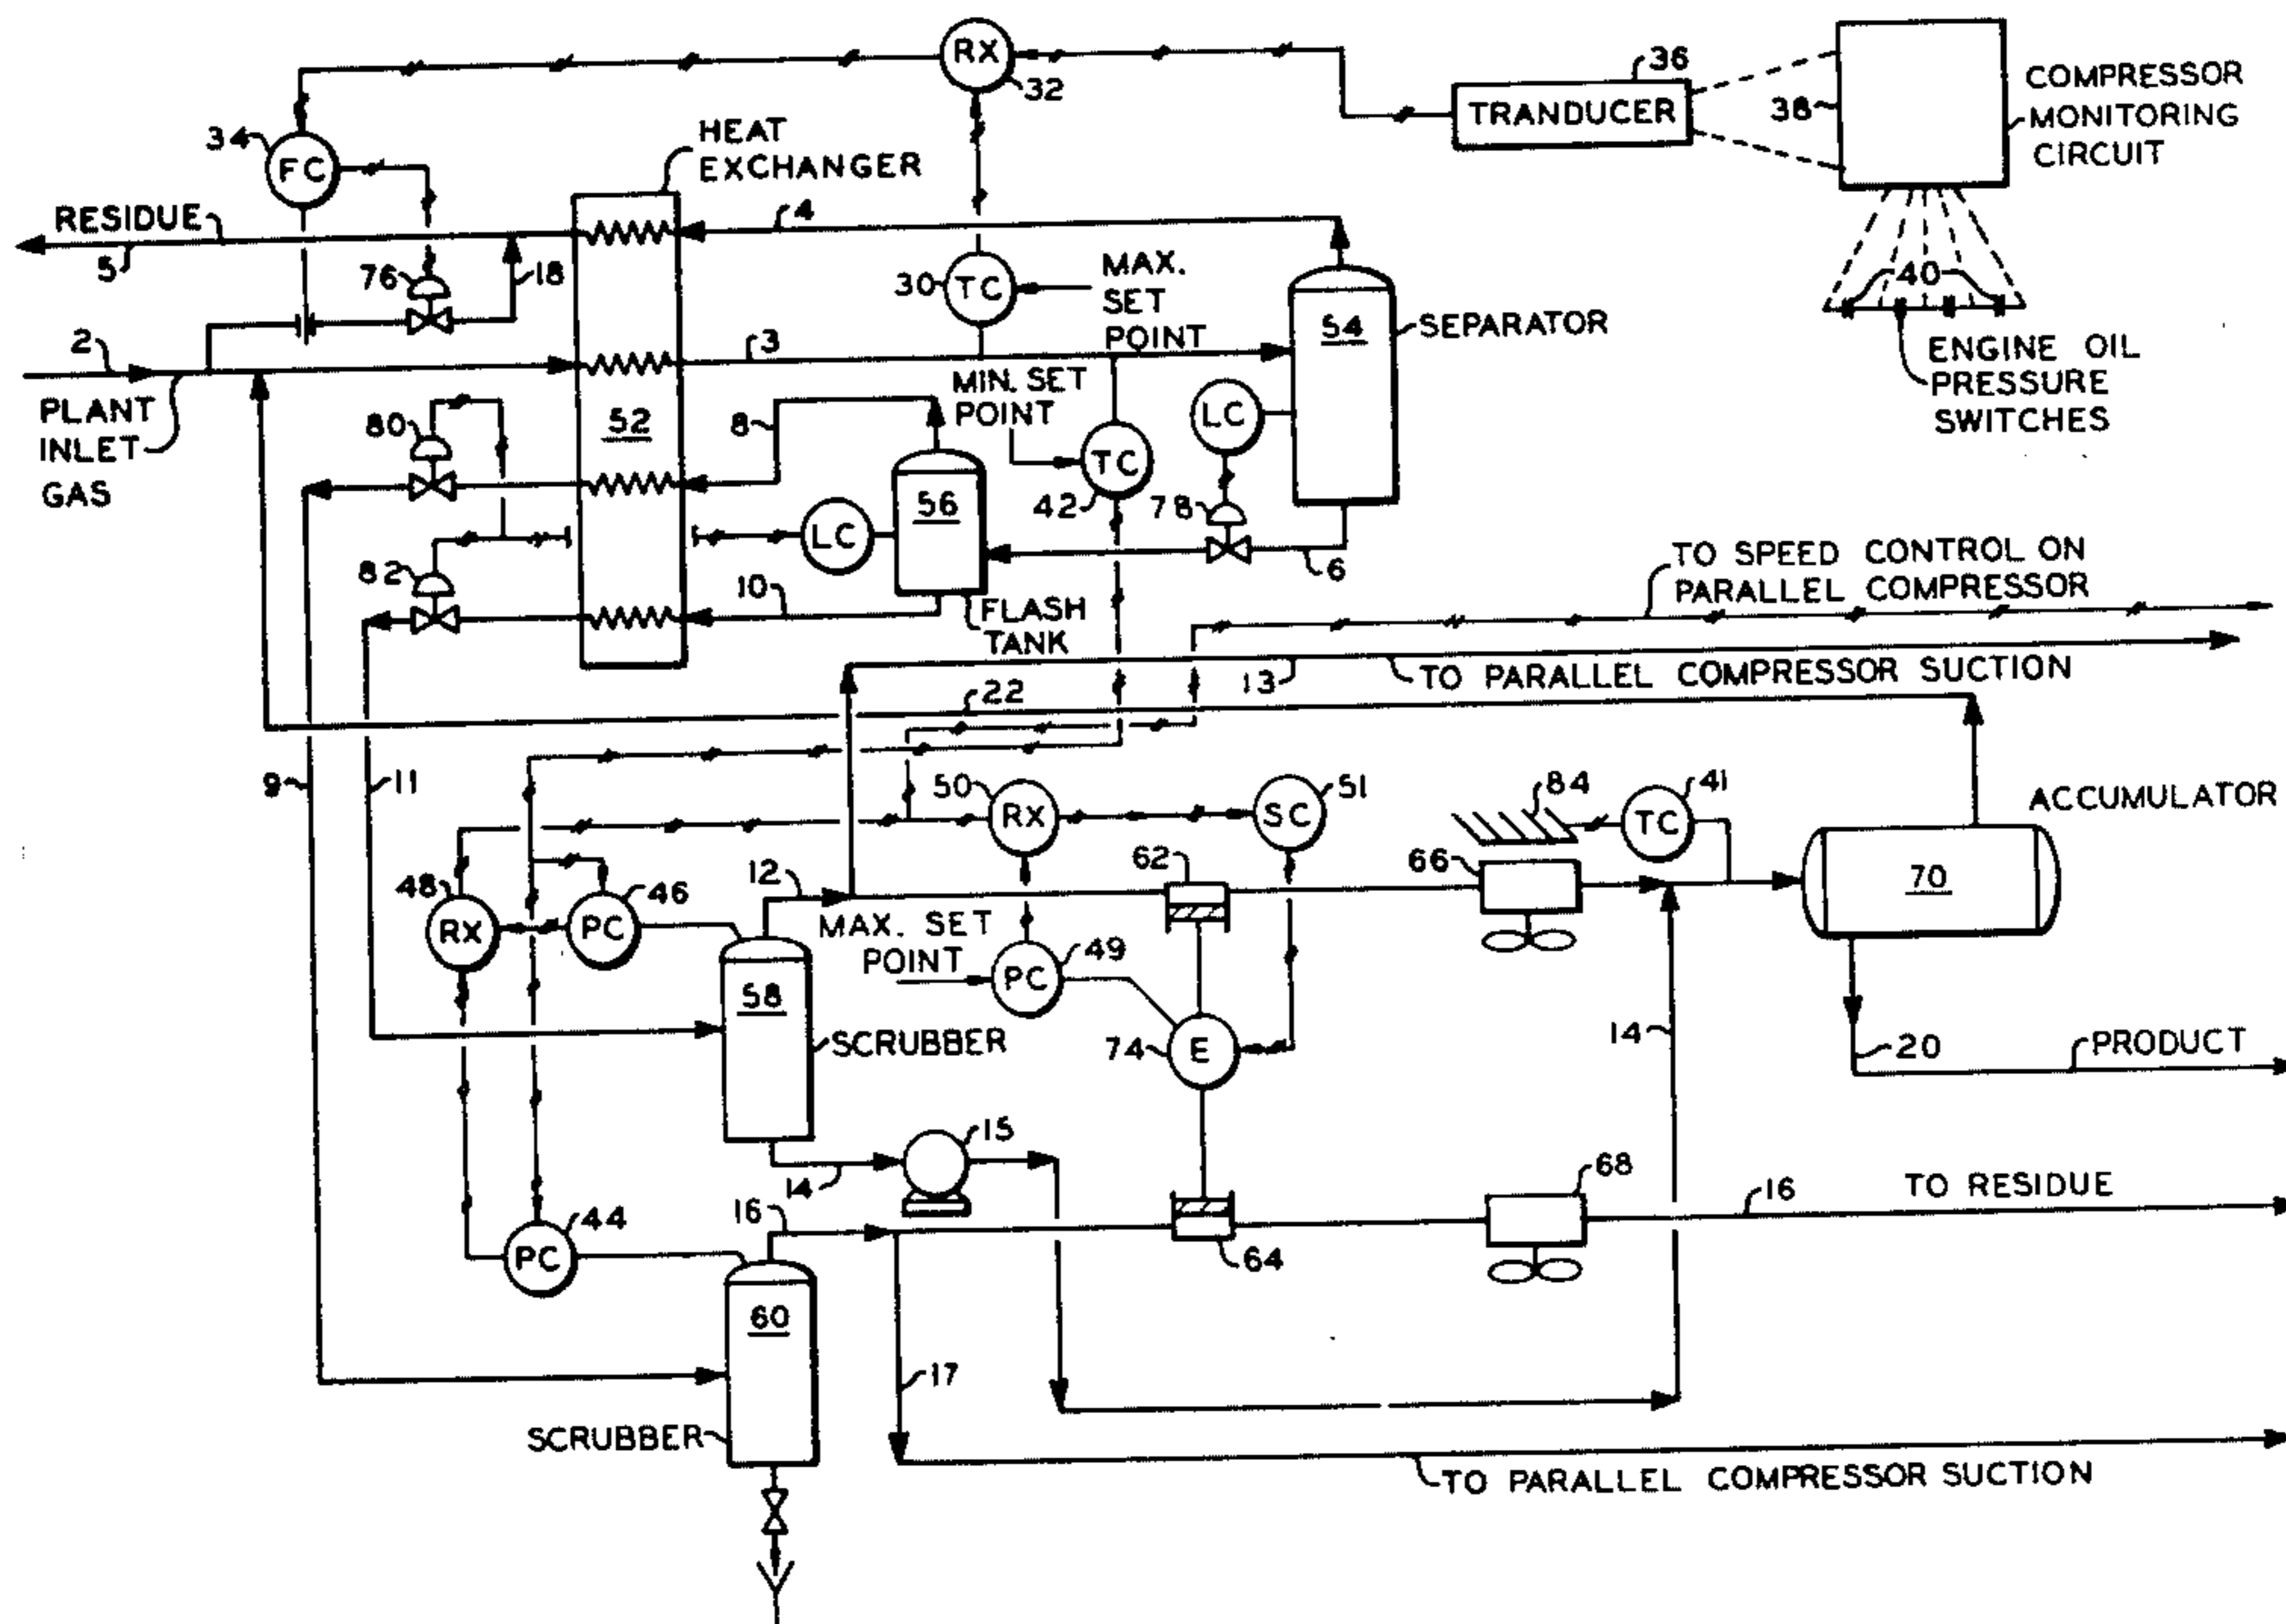 RX
32
36
TRANDUCER
38
COMPRESSOR
MONITORING
CIRCUIT
34
FC
HEAT
EXCHANGER
RESIDUE
5
4
40
76
18
30
TC
MAX.
SET
POINT
54
SEPARATOR
ENGINE OIL
PRESSURE
SWITCHES
2
3
PLANT
INLET
GAS
80
52
8
MIN. SET
POINT
LC
TC
42
56
LC
78
6
82
10
FLASH
TANK
TO SPEED CONTROL ON
PARALLEL COMPRESSOR
13
TO PARALLEL COMPRESSOR SUCTION
22
9
11
50
RX
51
SC
84
41
TC
ACCUMULATOR
62
66
70
48
RX
46
PC
12
MAX. SET
POINT
49
PC
58
SCRUBBER
74
E
14
20
PRODUCT
14
15
16
68
16
TO RESIDUE
44
PC
64
60
17
SCRUBBER
TO PARALLEL COMPRESSOR SUCTION